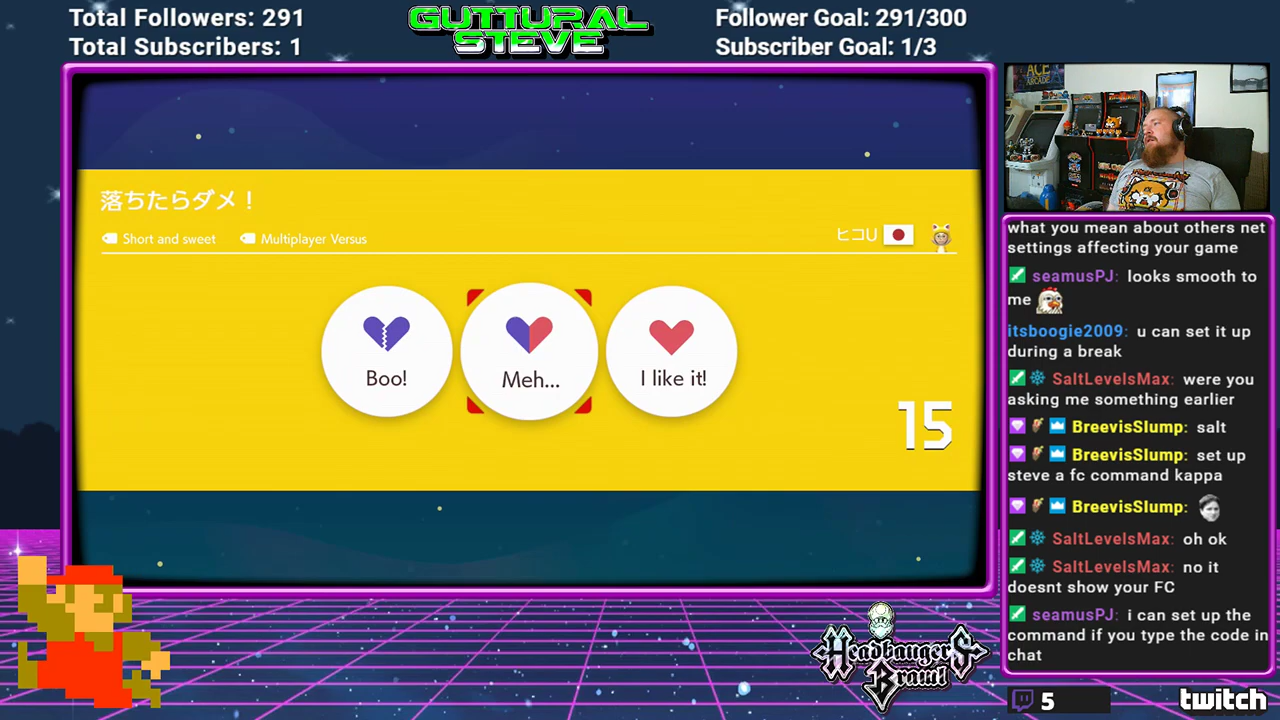 Total Followers: 291
Total Subscribers: 1
GUTTURAL
STEVE
Follower Goal: 291/300
Subscriber Goal: 1/3
ACE
ARCADE
落ちたらダメ！
Short and sweet
Multiplayer Versus
ヒコU
Boo!
Meh...
I like it!
15
what you mean about others net
settings affecting your game
seamusPJ: looks smooth to
me
itsboogie2009: u can set it up
during a break
SaltLevelsMax: were you
asking me something earlier
BreevisSlump: salt
BreevisSlump: set up
steve a fc command kappa
BreevisSlump:
SaltLevelsMax: oh ok
SaltLevelsMax: no it
doesnt show your FC
seamusPJ: i can set up the
command if you type the code in
chat
Headbangers
Brawl
5
twitch